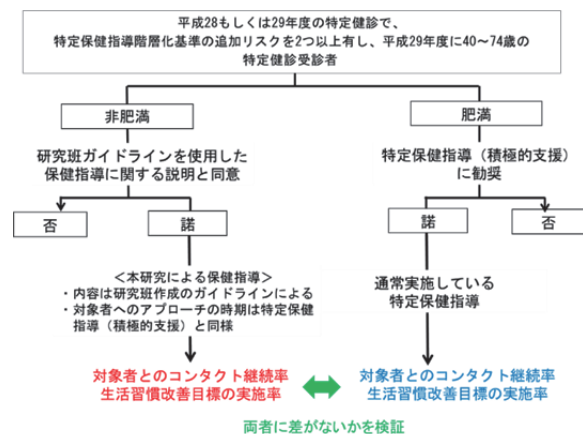 平成28もしくは29年度の特定健診で、
特定保健指導階層化基準の追加リスクを2つ以上有し、平成29年度に40〜74歳の
特定健診受診者
非肥満
肥満
研究班ガイドラインを使用した
保健指導に関する説明と同意
特定保健指導（積極的支援）
に勧奨
否
諾
諾
否
＜本研究による保健指導＞
・内容は研究班作成のガイドラインによる
・対象者へのアプローチの時期は特定保健
指導（積極的支援）と同様
通常実施している
特定保健指導
対象者とのコンタクト継続率
生活習慣改善目標の実施率
対象者とのコンタクト継続率
生活習慣改善目標の実施率
両者に差がないかを検証